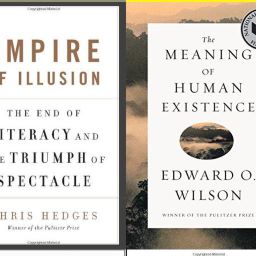 MPIRE
F ILLUSION
THE END OF
ITERACY AND
E TRIUMPH OF
SPECTACLE
HRIS HEDGES
Winner of the Pulitzer Prize
The
MEANING
OF
HUMAN
EXISTENCE
EDWARD O.
WILSON
WINNER OF THE PULITZER PRIZE